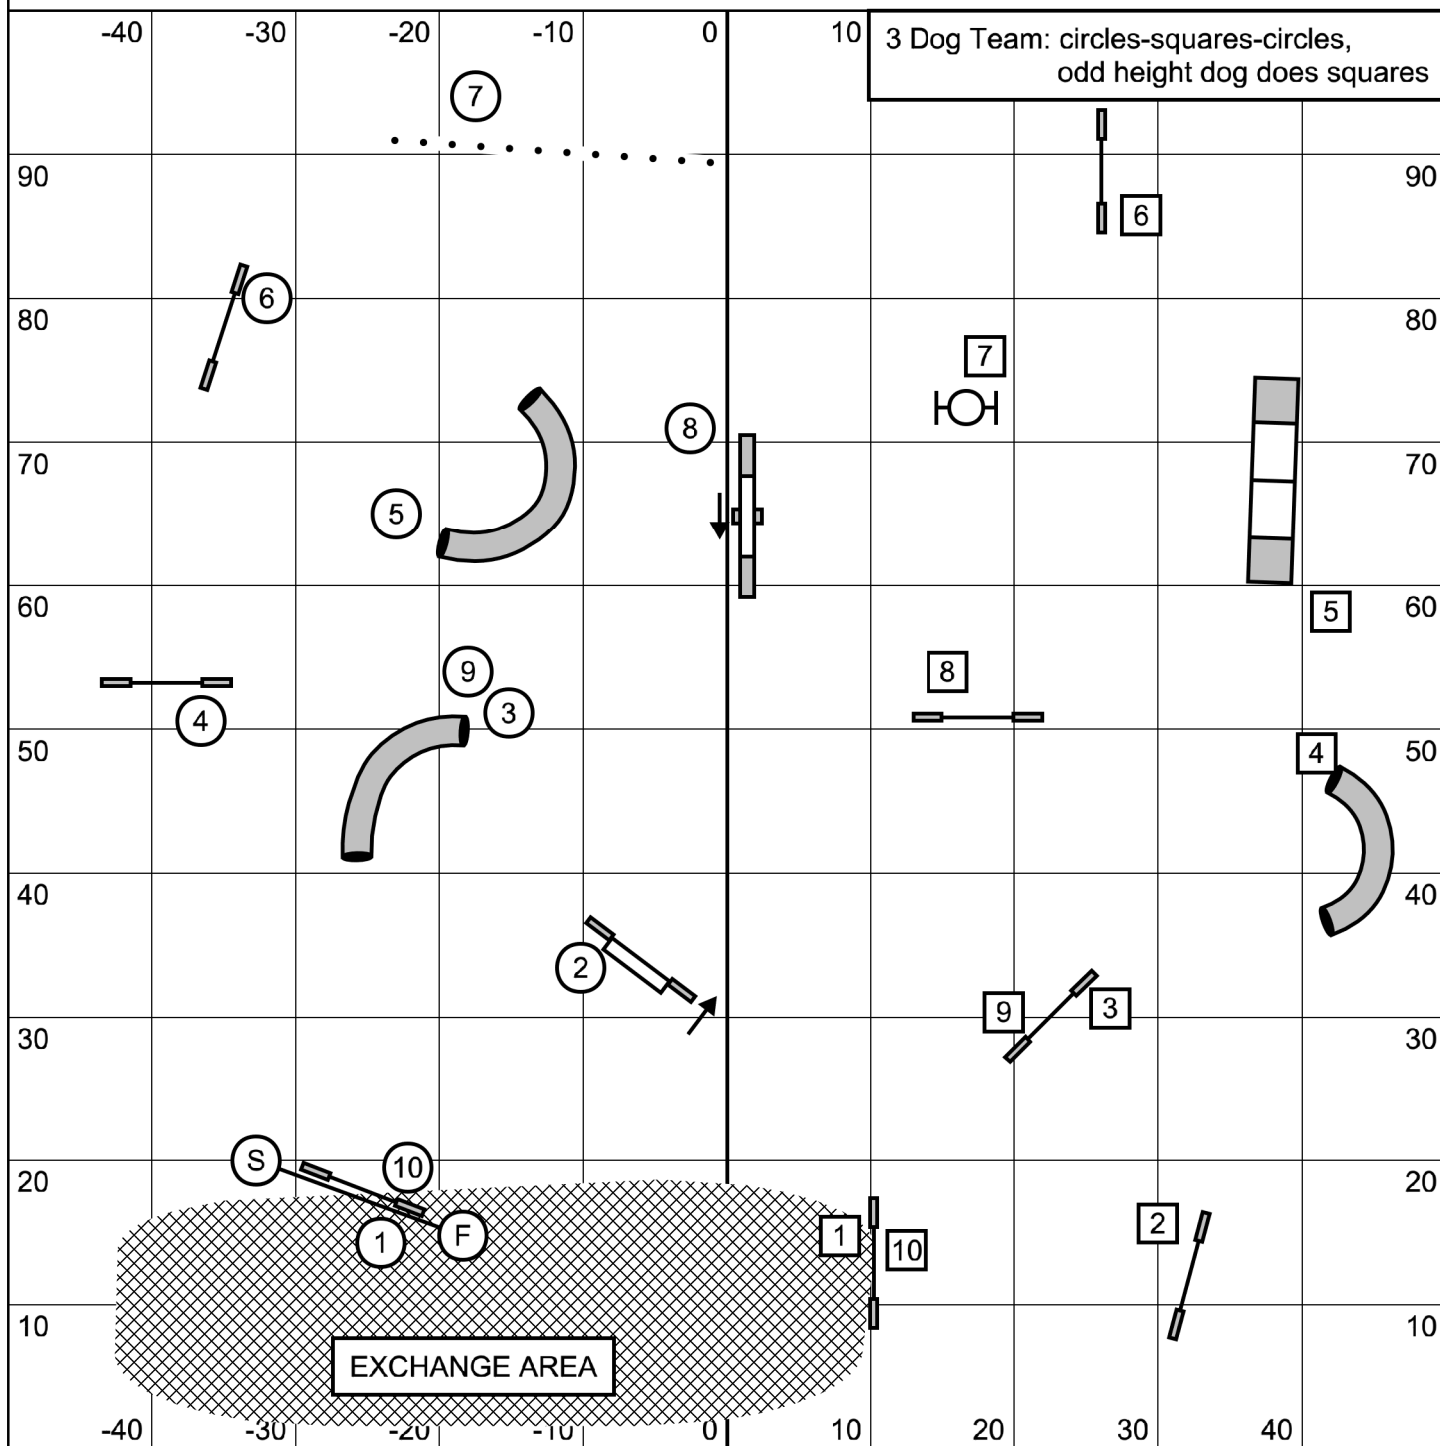 -40 -30 -20 -10 0 10
3 Dog Team: circles-squares-circles,
odd height dog does squares
7
90 90
6
6
80 80
7
8
70 70
5
60 60
5
9 8
3
4
50 4 50
40 40
2
9 3
30 30
S 10
20 20
1 F 1 10 2
10 10
EXCHANGE AREA
-40 -30 -20 -10 0 10 20 30 40